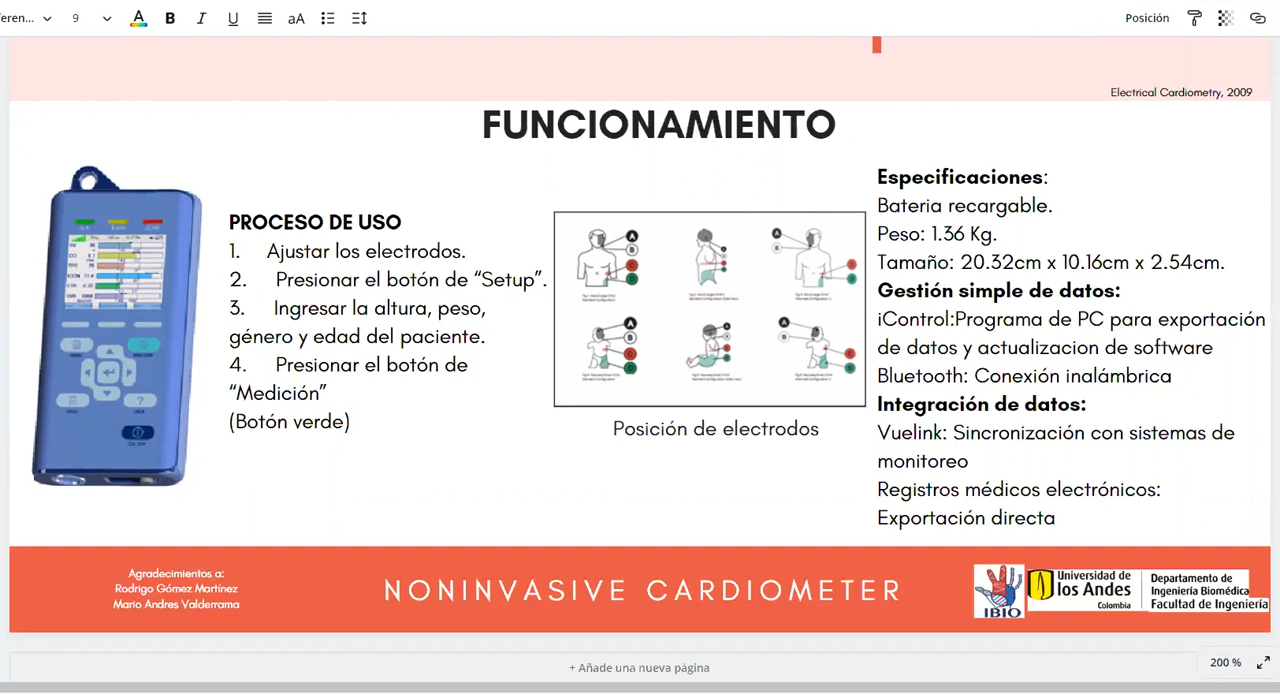 9
B
I
U
aA
Posición
Electrical Cardiometry, 2009
FUNCIONAMIENTO
PROCESO DE USO
1. Ajustar los electrodos.
2. Presionar el botón de “Setup”.
3. Ingresar la altura, peso,
género y edad del paciente.
4. Presionar el botón de
“Medición”
(Botón verde)
A
B
C
D
A
B
C
D
A
B
C
D
A
B
C
D
Posición de electrodos
Especificaciones:
Bateria recargable.
Peso: 1.36 Kg.
Tamaño: 20.32cm x 10.16cm x 2.54cm.
Gestión simple de datos:
iControl:Programa de PC para exportación
de datos y actualizacion de software
Bluetooth: Conexión inalámbrica
Integración de datos:
Vuelink: Sincronización con sistemas de
monitoreo
Registros médicos electrónicos:
Exportación directa
Agradecimientos a:
Rodrigo Gómez Martínez
Mario Andres Valderrama
NONINVASIVE CARDIOMETER
IBIO
Universidad de
los Andes
Colombia
Departamento de
Ingeniería Biomédica
Facultad de Ingeniería
+ Añade una nueva página
200 %